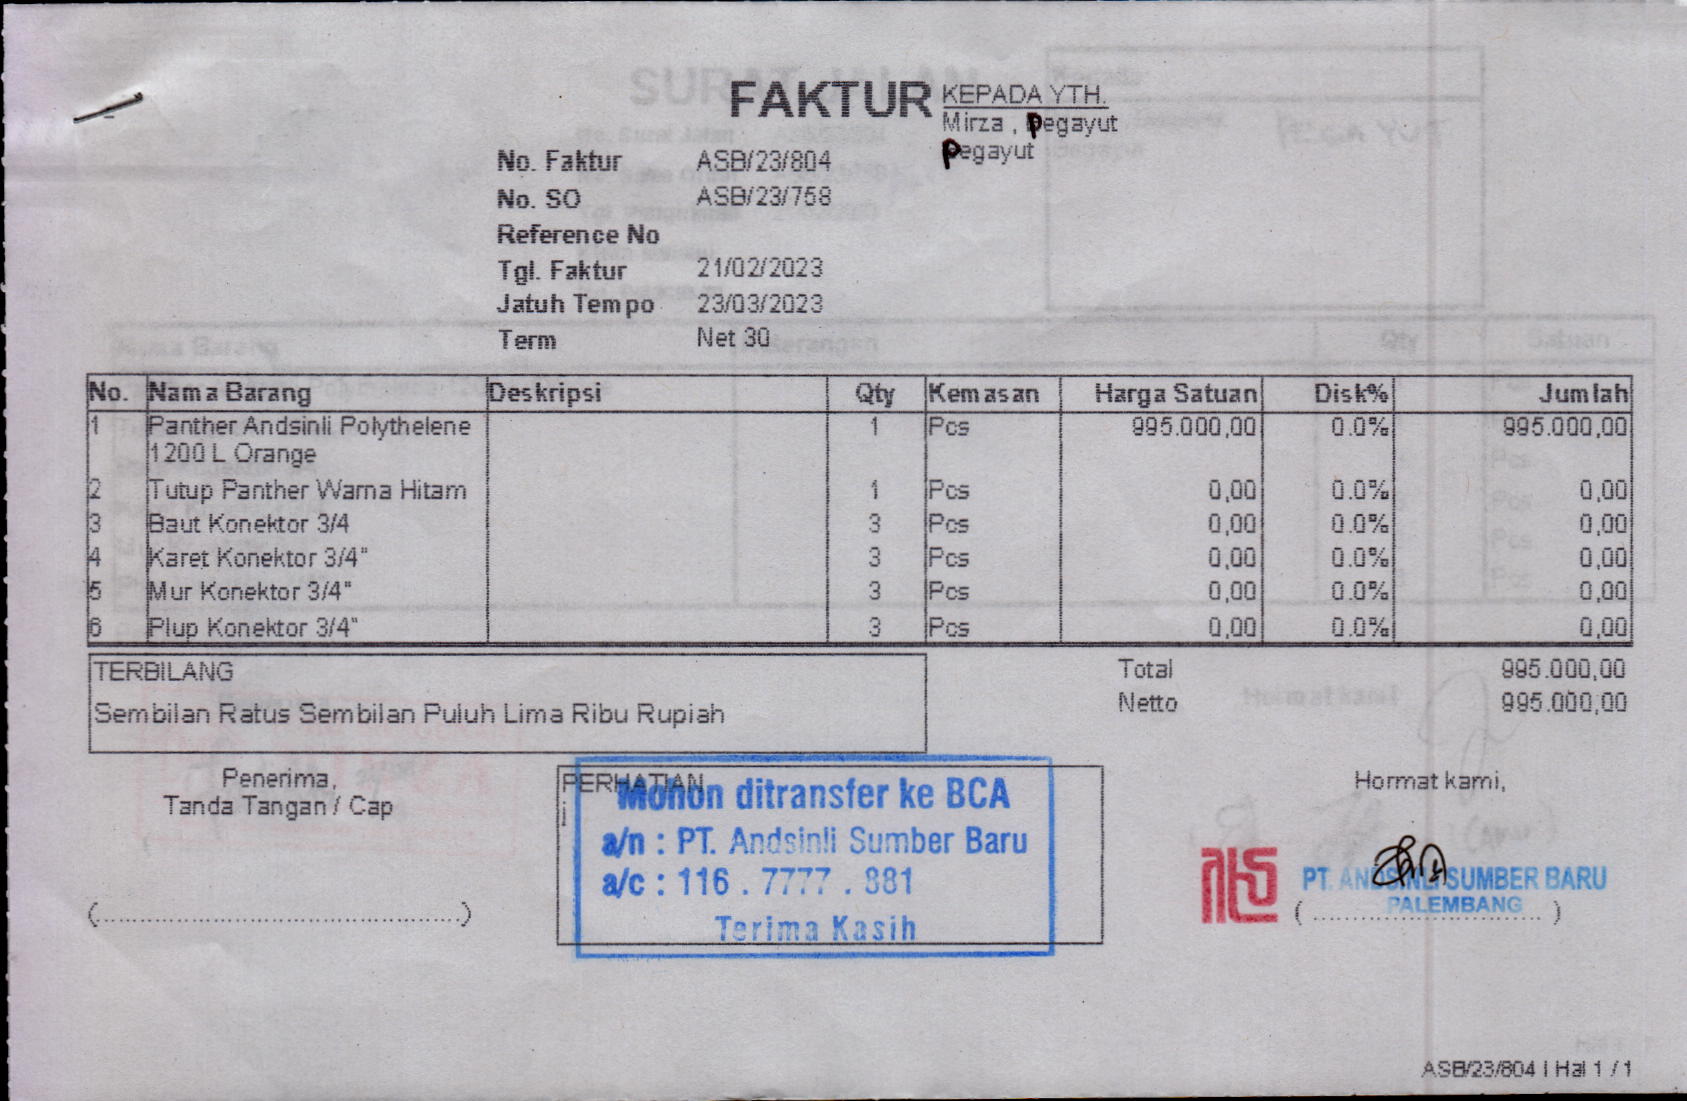 FAKTUR
KEPADA YTH.
Mirza , pegayut
pegayut
No. Faktur ASB/23/804
No. SO ASB/23/758
Reference No
Tgl. Faktur 21/02/2023
Jatuh Tempo 23/03/2023
Term Net 30
No. Nama Barang Deskripsi Qty Kemasan Harga Satuan Disk% Jumlah
1 Panther Andsinli Polythelene 1 Pcs 995.000,00 0.0% 995.000,00
1200 L Orange
2 Tutup Panther Warna Hitam 1 Pcs 0,00 0.0% 0,00
3 Baut Konektor 3/4 3 Pcs 0,00 0.0% 0,00
4 Karet Konektor 3/4" 3 Pcs 0,00 0.0% 0,00
5 Mur Konektor 3/4" 3 Pcs 0,00 0.0% 0,00
6 Plup Konektor 3/4" 3 Pcs 0,00 0.0% 0,00
TERBILANG
Sembilan Ratus Sembilan Puluh Lima Ribu Rupiah
Total 995.000,00
Netto 995.000,00
Penerima,
Tanda Tangan / Cap
(..........................................)
PERHATIAN
Mohon ditransfer ke BCA
a/n : PT. Andsinli Sumber Baru
a/c : 116 . 7777 . 881
Terima Kasih
Hormat kami,
PT. ANDSINLI SUMBER BARU
PALEMBANG
(..........................)
ASB/23/804 | Hal 1 / 1